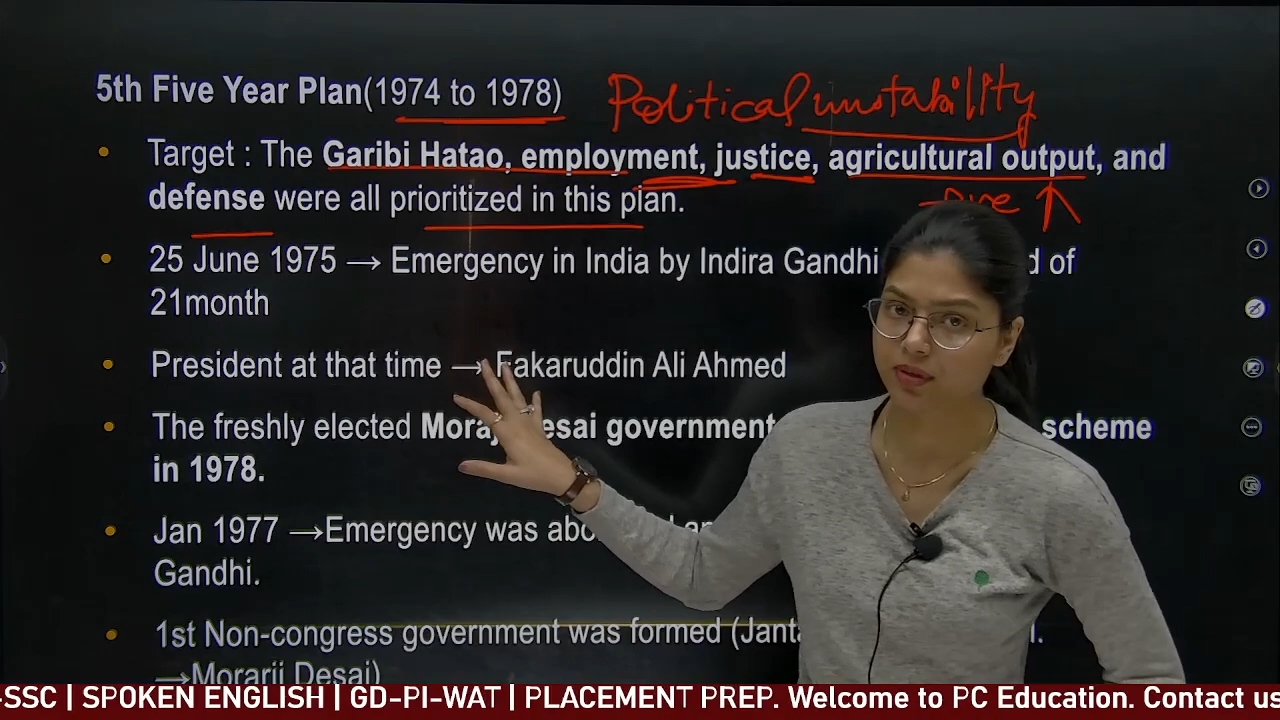 5th Five Year Plan(1974 to 1978) Political instability
Target : The Garibi Hatao, employment, justice, agricultural output, and
defense were all prioritized in this plan.
25 June 1975 → Emergency in India by Indira Gandhi d of
21month
President at that time → Fakaruddin Ali Ahmed
The freshly elected Moraj esai government scheme
in 1978.
Jan 1977 →Emergency was abo
Gandhi.
1st Non-congress government was formed (Janta l.
→Morarji Desai)
-SSC | SPOKEN ENGLISH | GD-PI-WAT | PLACEMENT PREP. Welcome to PC Education. Contact us